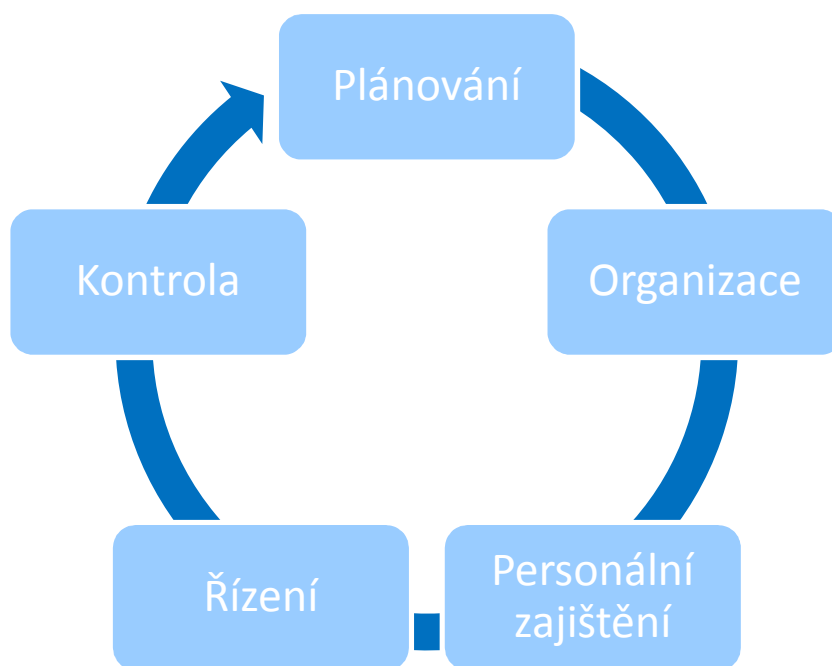 Plánování
Organizace
Personální
zajištění
Řízení
Kontrola